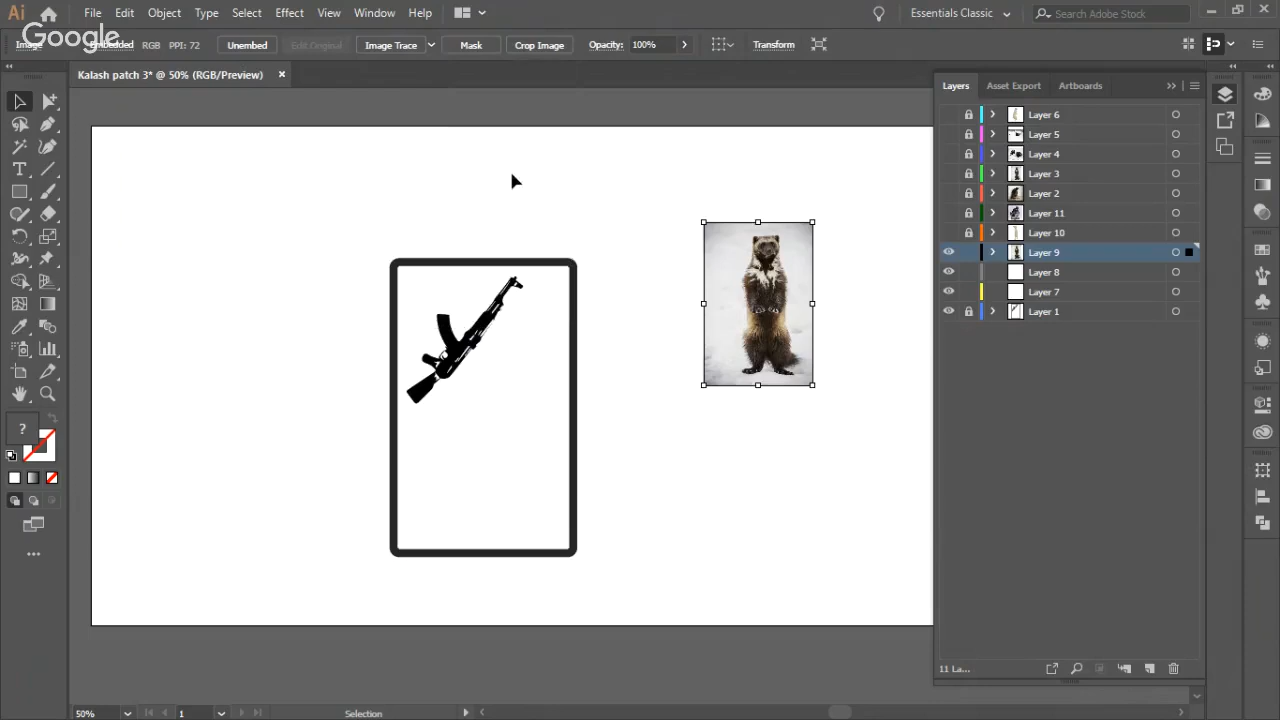 Ai File Edit Object Type Select Effect View Window Help Essentials Classic Search Adobe Stock
Google
Image Embedded RGB PPI: 72 Unembed Edit Original Image Trace Mask Crop Image Opacity: 100% Transform
Kalash patch 3* @ 50% (RGB/Preview)
Layers Asset Export Artboards
Layer 6
Layer 5
Layer 4
Layer 3
Layer 2
Layer 11
Layer 10
Layer 9
Layer 8
Layer 7
Layer 1
?
11 La...
50% 1 Selection